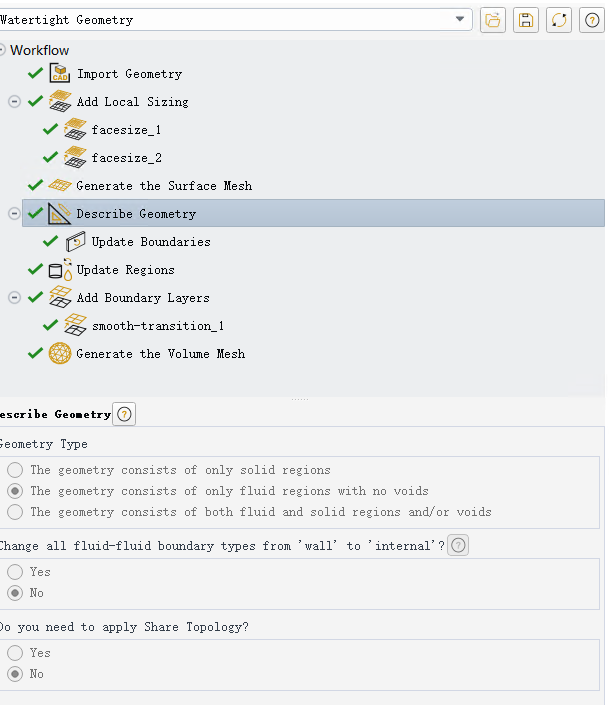 Watertight Geometry
Workflow
Import Geometry
Add Local Sizing
facesize_1
facesize_2
Generate the Surface Mesh
Describe Geometry
Update Boundaries
Update Regions
Add Boundary Layers
smooth-transition_1
Generate the Volume Mesh
escribe Geometry
Geometry Type
The geometry consists of only solid regions
The geometry consists of only fluid regions with no voids
The geometry consists of both fluid and solid regions and/or voids
Change all fluid-fluid boundary types from 'wall' to 'internal'?
Yes
No
Do you need to apply Share Topology?
Yes
No